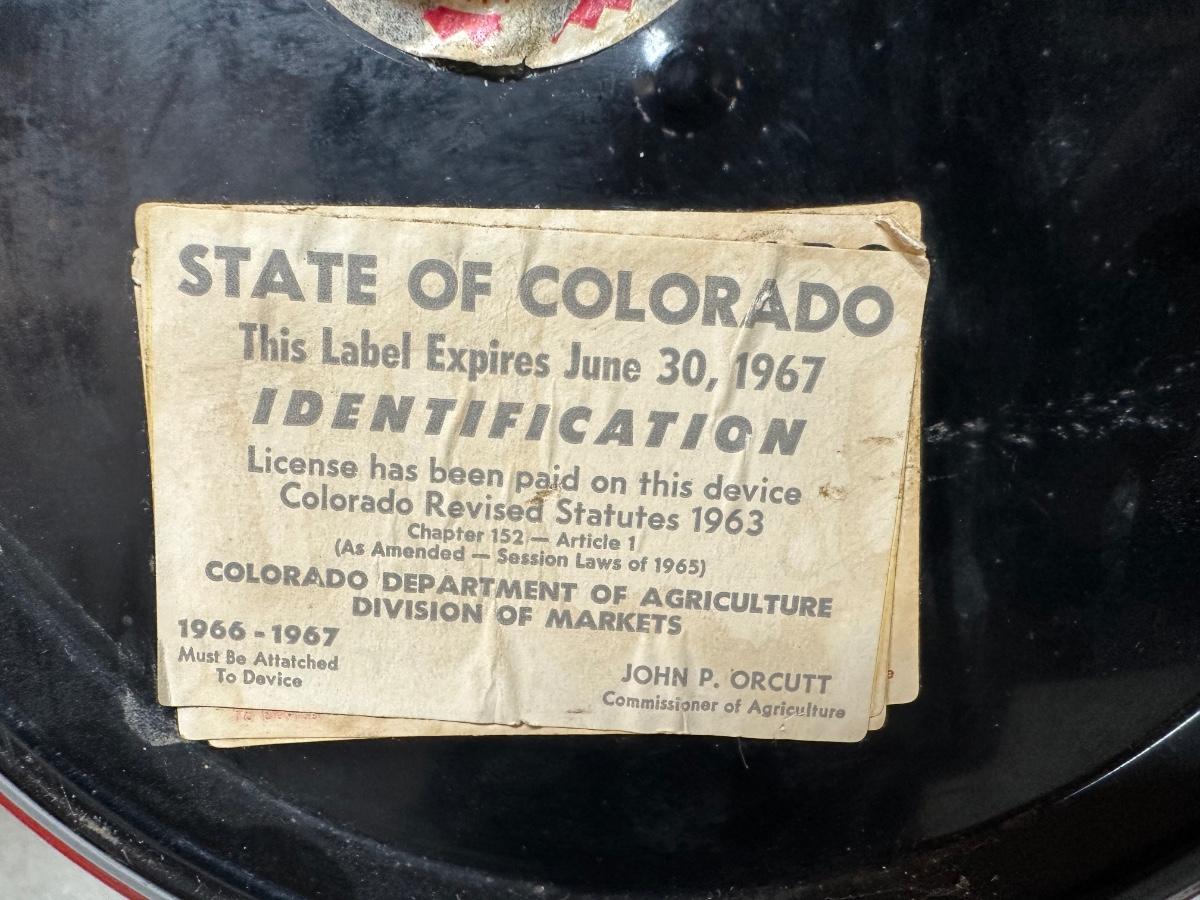 STATE OF COLORADO
This Label Expires June 30, 1967
IDENTIFICATION
License has been paid on this device
Colorado Revised Statutes 1963
Chapter 152 — Article 1
(As Amended — Session Laws of 1965)
COLORADO DEPARTMENT OF AGRICULTURE
DIVISION OF MARKETS
1966 - 1967
Must Be Attatched
To Device
JOHN P. ORCUTT
Commissioner of Agriculture